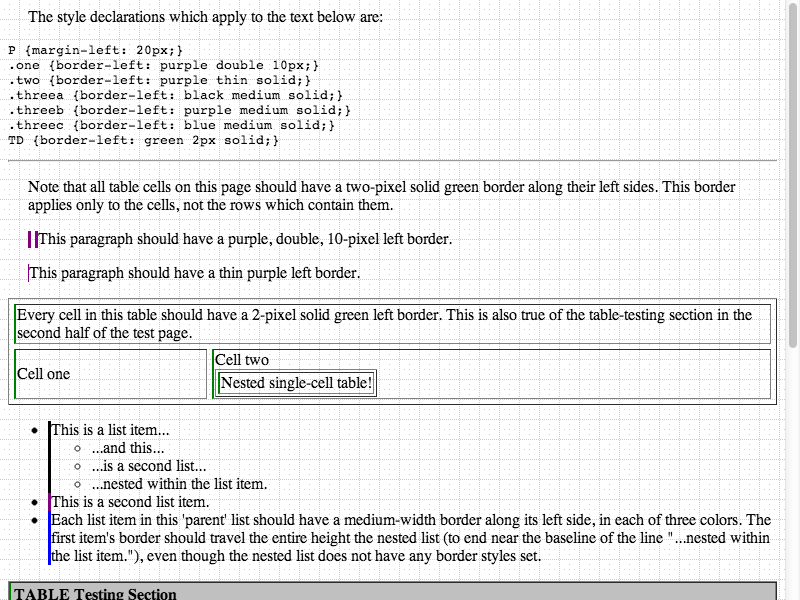 The style declarations which apply to the text below are:
P {margin-left: 20px;}
.one {border-left: purple double 10px;}
.two {border-left: purple thin solid;}
.threea {border-left: black medium solid;}
.threeb {border-left: purple medium solid;}
.threec {border-left: blue medium solid;}
TD {border-left: green 2px solid;}
Note that all table cells on this page should have a two-pixel solid green border along their left sides. This border
applies only to the cells, not the rows which contain them.
This paragraph should have a purple, double, 10-pixel left border.
This paragraph should have a thin purple left border.
Every cell in this table should have a 2-pixel solid green left border. This is also true of the table-testing section in the
second half of the test page.
Cell one
Cell two
Nested single-cell table!
This is a list item...
...and this...
...is a second list...
...nested within the list item.
This is a second list item.
Each list item in this 'parent' list should have a medium-width border along its left side, in each of three colors. The
first item's border should travel the entire height the nested list (to end near the baseline of the line "...nested within
the list item."), even though the nested list does not have any border styles set.
TABLE Testing Section